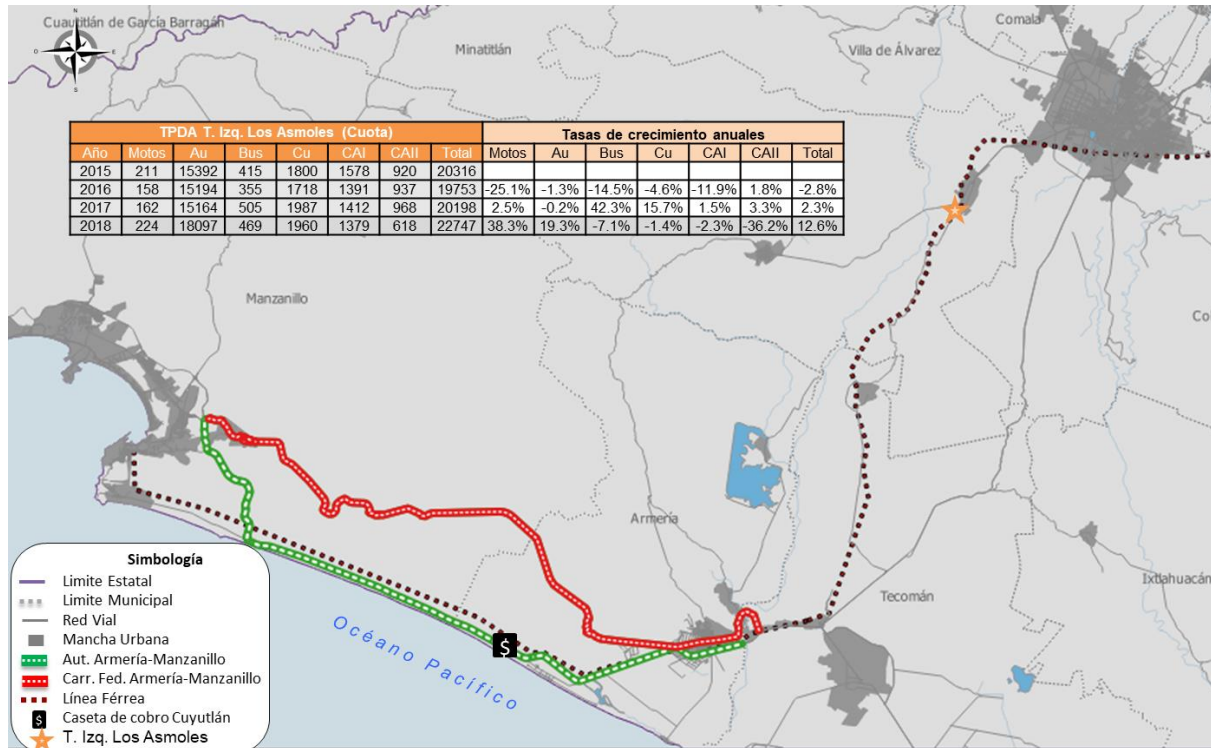 N
O
E
S
Cuautitlán de García Barragán
Minatitlán
Villa de Álvarez
Comala
TPDA T. Izq. Los Asmoles (Cuota) Tasas de crecimiento anuales
Año Motos Au Bus Cu CAI CAII Total Motos Au Bus Cu CAI CAII Total
2015 211 15392 415 1800 1578 920 20316
2016 158 15194 355 1718 1391 937 19753 -25.1% -1.3% -14.5% -4.6% -11.9% 1.8% -2.8%
2017 162 15164 505 1987 1412 968 20198 2.5% -0.2% 42.3% 15.7% 1.5% 3.3% 2.3%
2018 224 18097 469 1960 1379 618 22747 38.3% 19.3% -7.1% -1.4% -2.3% -36.2% 12.6%
Manzanillo
Co
Armería
Tecomán
Ixtlahuacán
$
Océano Pacífico
Simbología
Limite Estatal
Limite Municipal
Red Vial
Mancha Urbana
Aut. Armería-Manzanillo
Carr. Fed. Armería-Manzanillo
Línea Férrea
$ Caseta de cobro Cuyutlán
T. Izq. Los Asmoles